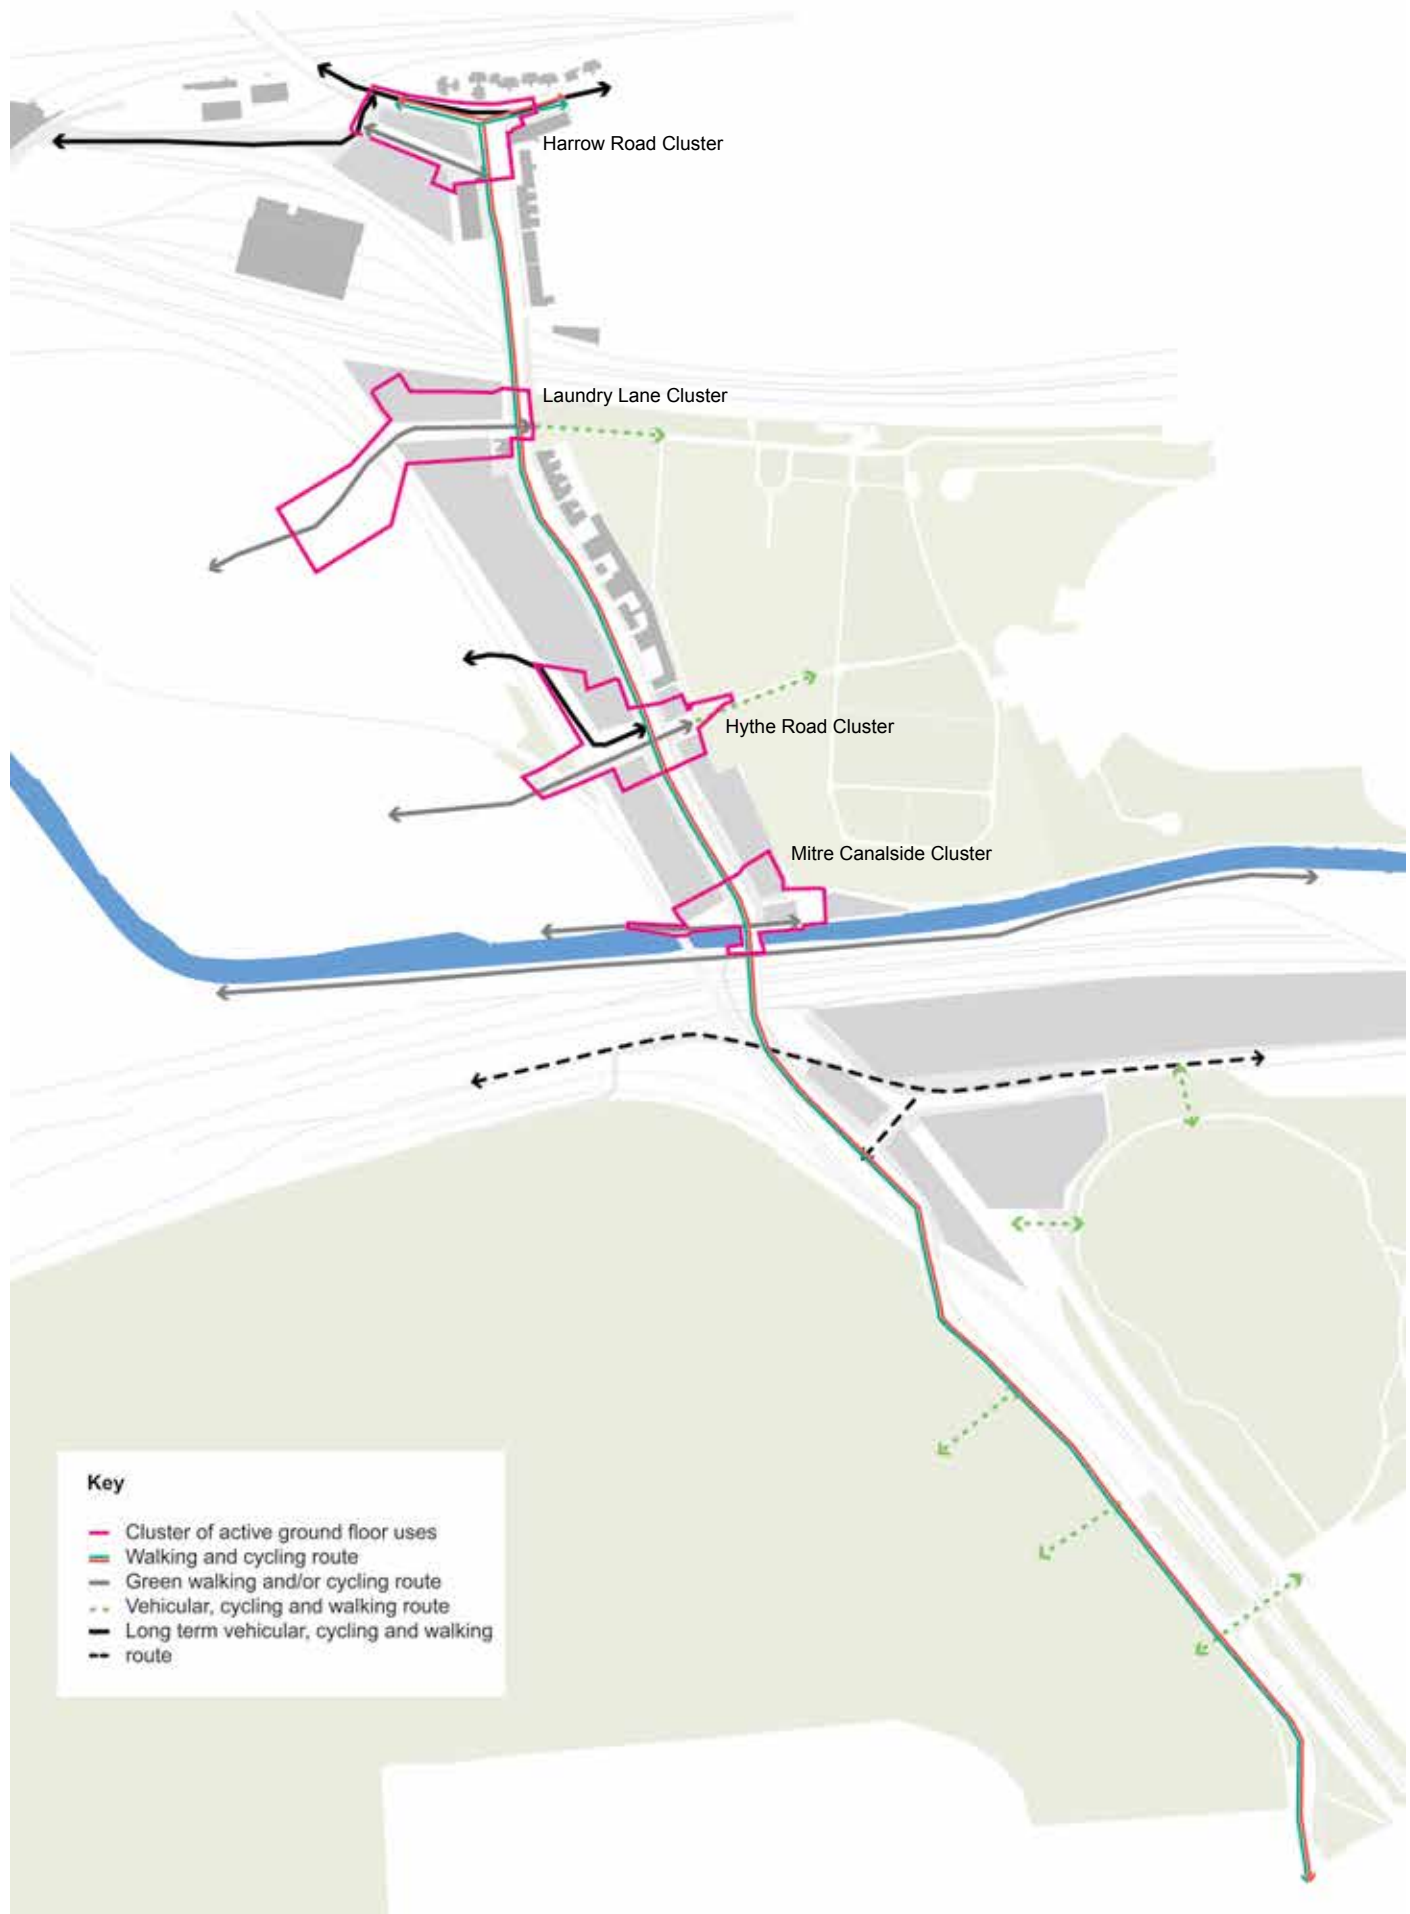 Harrow Road Cluster
Laundry Lane Cluster
Hythe Road Cluster
Mitre Canalside Cluster
Key
Cluster of active ground floor uses
Walking and cycling route
Green walking and/or cycling route
Vehicular, cycling and walking route
Long term vehicular, cycling and walking
route